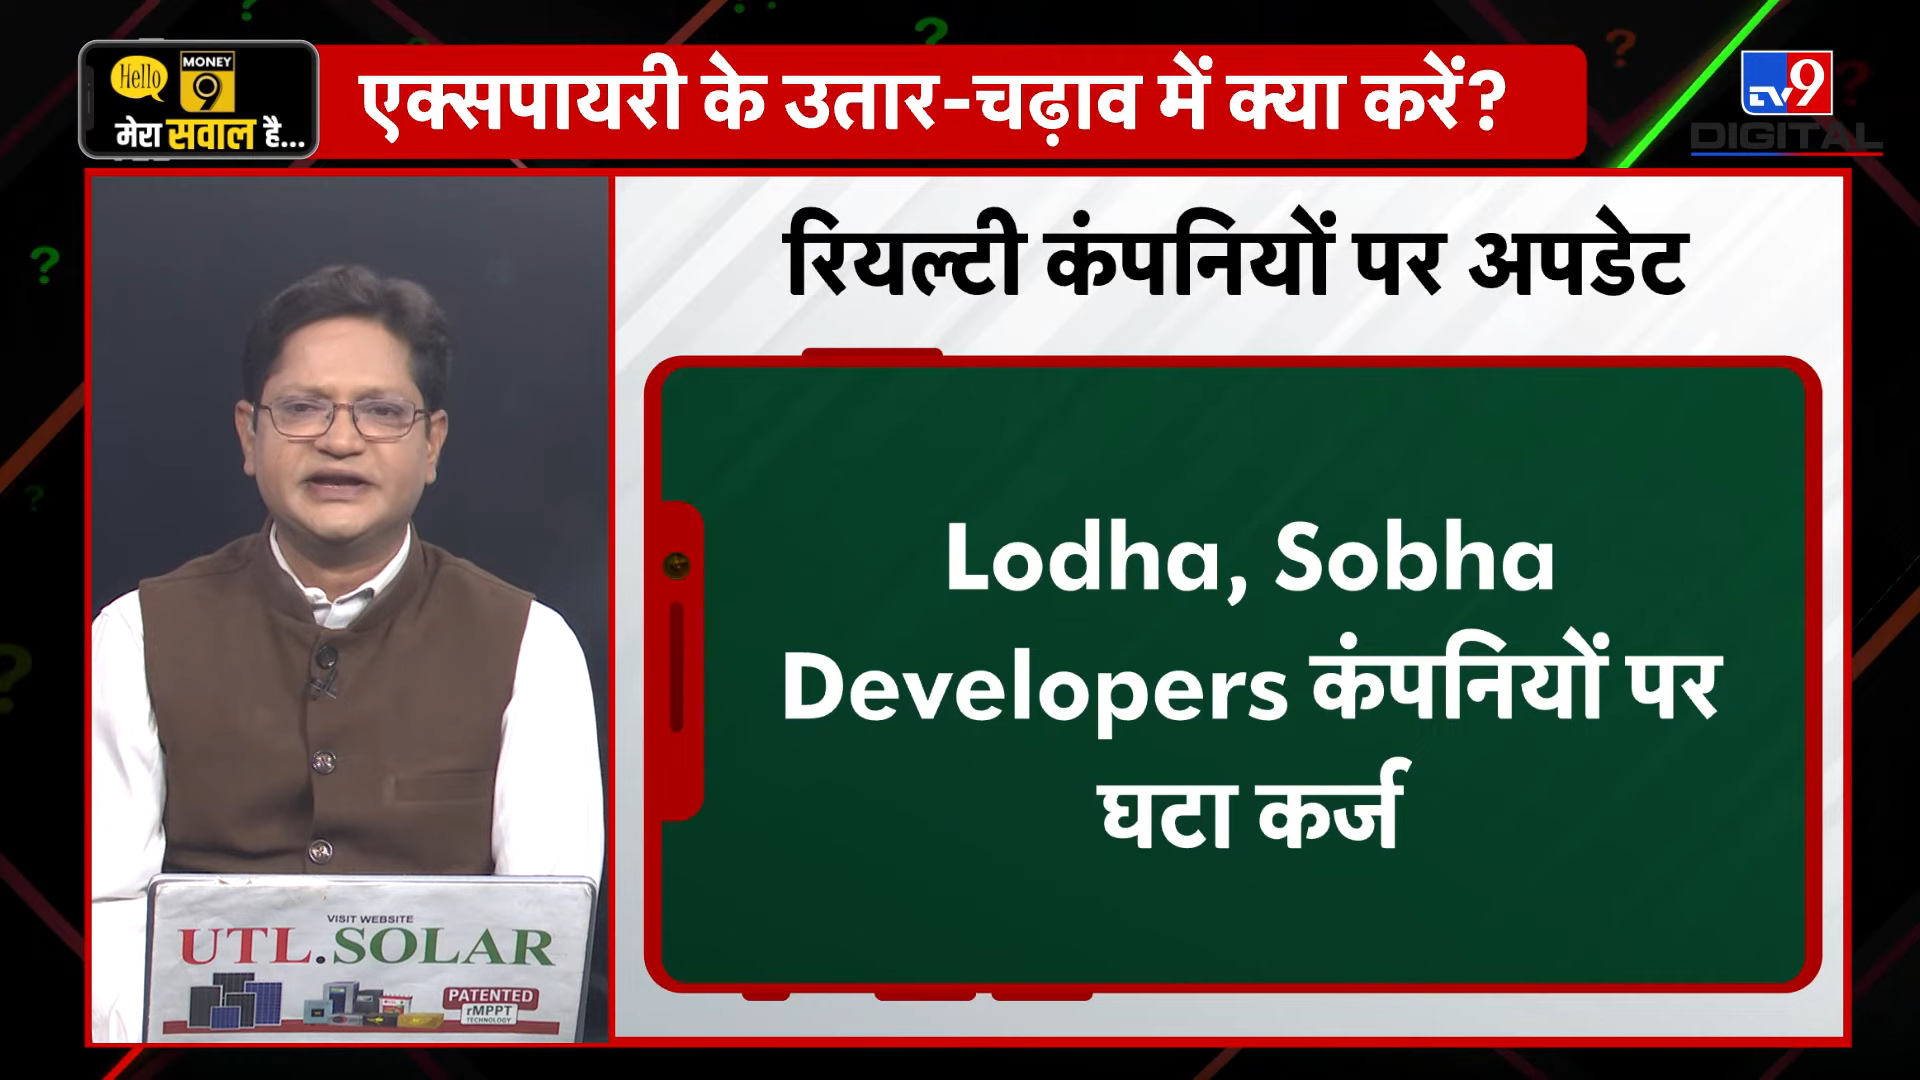 Hello
MONEY
9
मेरा सवाल है...
एक्सपायरी के उतार-चढ़ाव में क्या करें?
TV9
DIGITAL
रियल्टी कंपनियों पर अपडेट
Lodha, Sobha
Developers कंपनियों पर
घटा कर्ज
VISIT WEBSITE
UTL.SOLAR
PATENTED
rMPPT
TECHNOLOGY